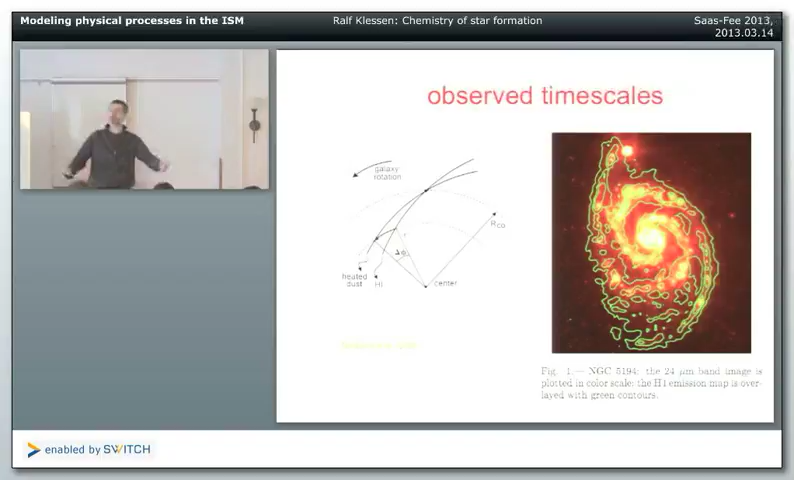 Modeling physical processes in the ISM
Ralf Klessen: Chemistry of star formation
Saas-Fee 2013,
2013.03.14
observed timescales
galaxy
rotation
R_CO
Δφ
heated
dust
HI
center
Fig. 1.— NGC 5194: the 24 μm band image is
plotted in color scale; the H I emission map is over-
layed with green contours.
enabled by SWITCH